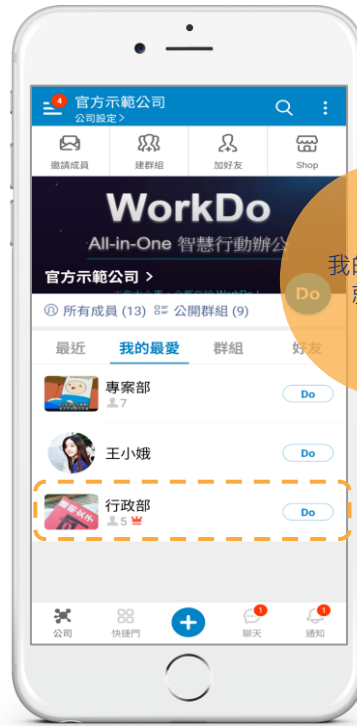 4
官方示範公司
公司設定 >
邀請成員
建群組
加好友
Shop
WorkDo
All-in-One 智慧行動辦公
官方示範公司 >
Do
我的
所有成員 (13)
公開群組 (9)
最近
我的最愛
群組
好友
專案部
7
Do
王小娥
Do
行政部
5
Do
公司
快捷門
1
聊天
1
通知